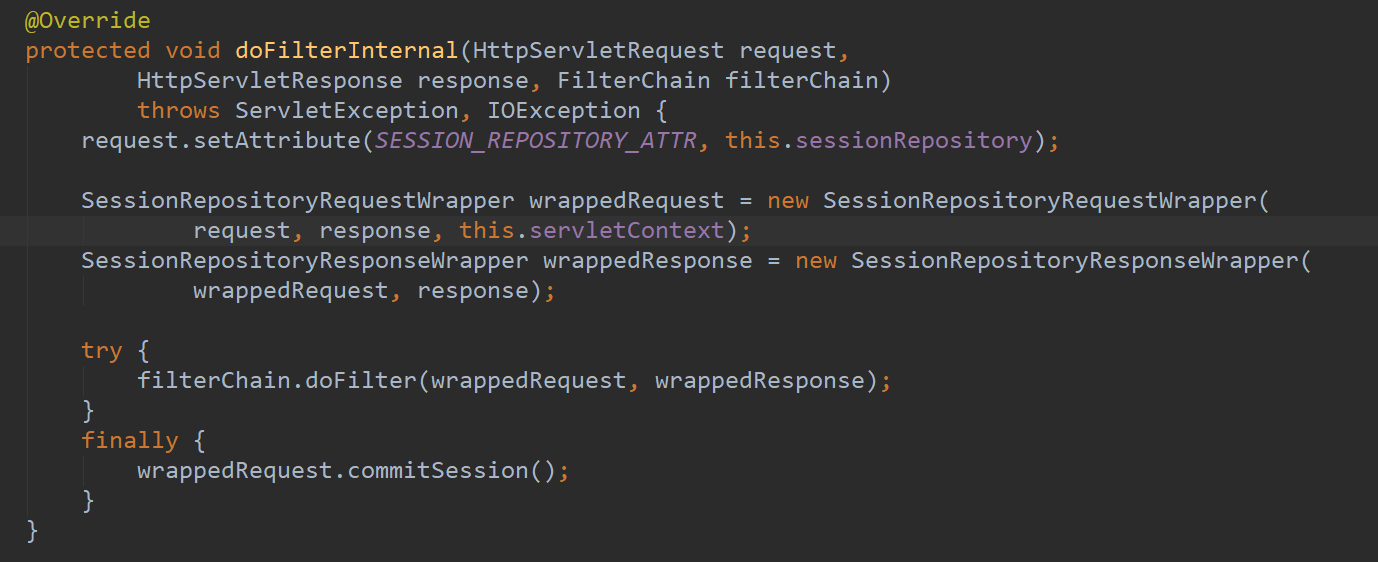 @Override
protected void doFilterInternal(HttpServletRequest request,
        HttpServletResponse response, FilterChain filterChain)
        throws ServletException, IOException {
    request.setAttribute(SESSION_REPOSITORY_ATTR, this.sessionRepository);

    SessionRepositoryRequestWrapper wrappedRequest = new SessionRepositoryRequestWrapper(
            request, response, this.servletContext);
    SessionRepositoryResponseWrapper wrappedResponse = new SessionRepositoryResponseWrapper(
            wrappedRequest, response);

    try {
        filterChain.doFilter(wrappedRequest, wrappedResponse);
    }
    finally {
        wrappedRequest.commitSession();
    }
}